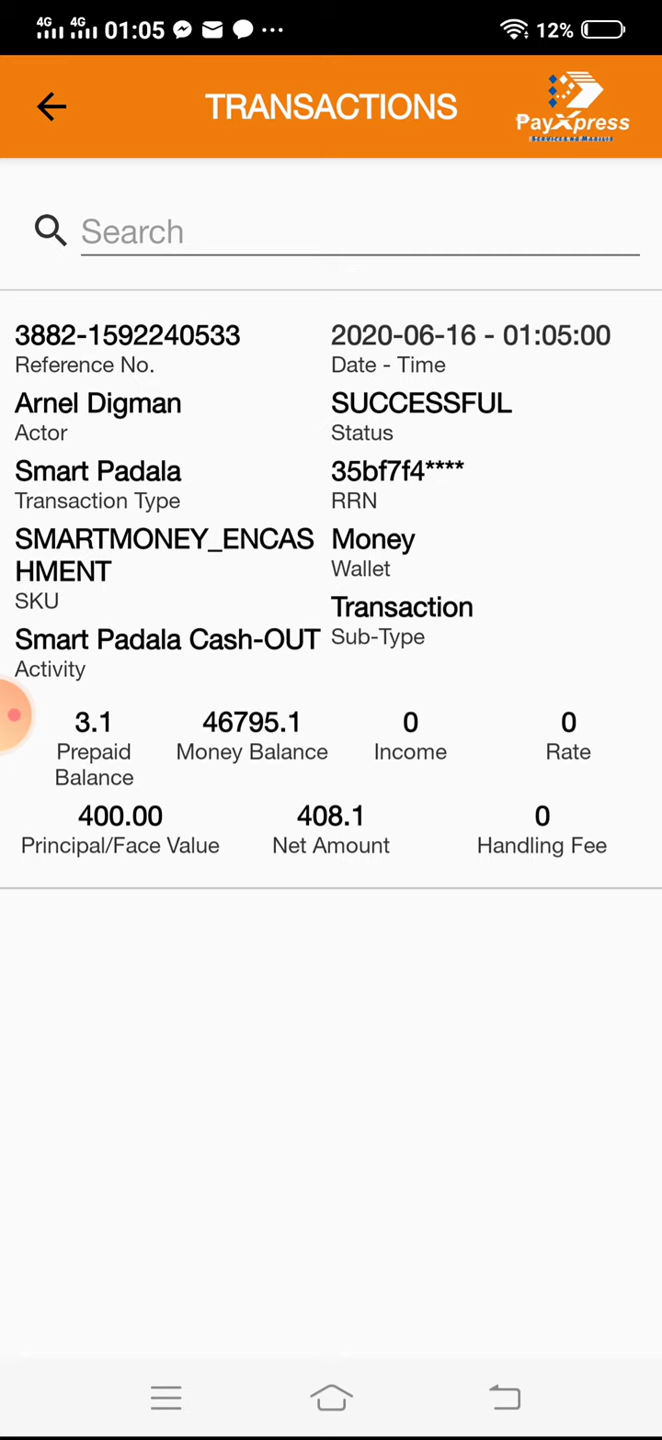 4G 4G 01:05 ... 12%
TRANSACTIONS
PayXpress
Search
3882-1592240533
Reference No.
2020-06-16 - 01:05:00
Date - Time
Arnel Digman
Actor
SUCCESSFUL
Status
Smart Padala
Transaction Type
35bf7f4****
RRN
SMARTMONEY_ENCAS
HMENT
SKU
Money
Wallet
Smart Padala Cash-OUT
Activity
Transaction
Sub-Type
3.1
Prepaid
Balance
46795.1
Money Balance
0
Income
0
Rate
400.00
Principal/Face Value
408.1
Net Amount
0
Handling Fee